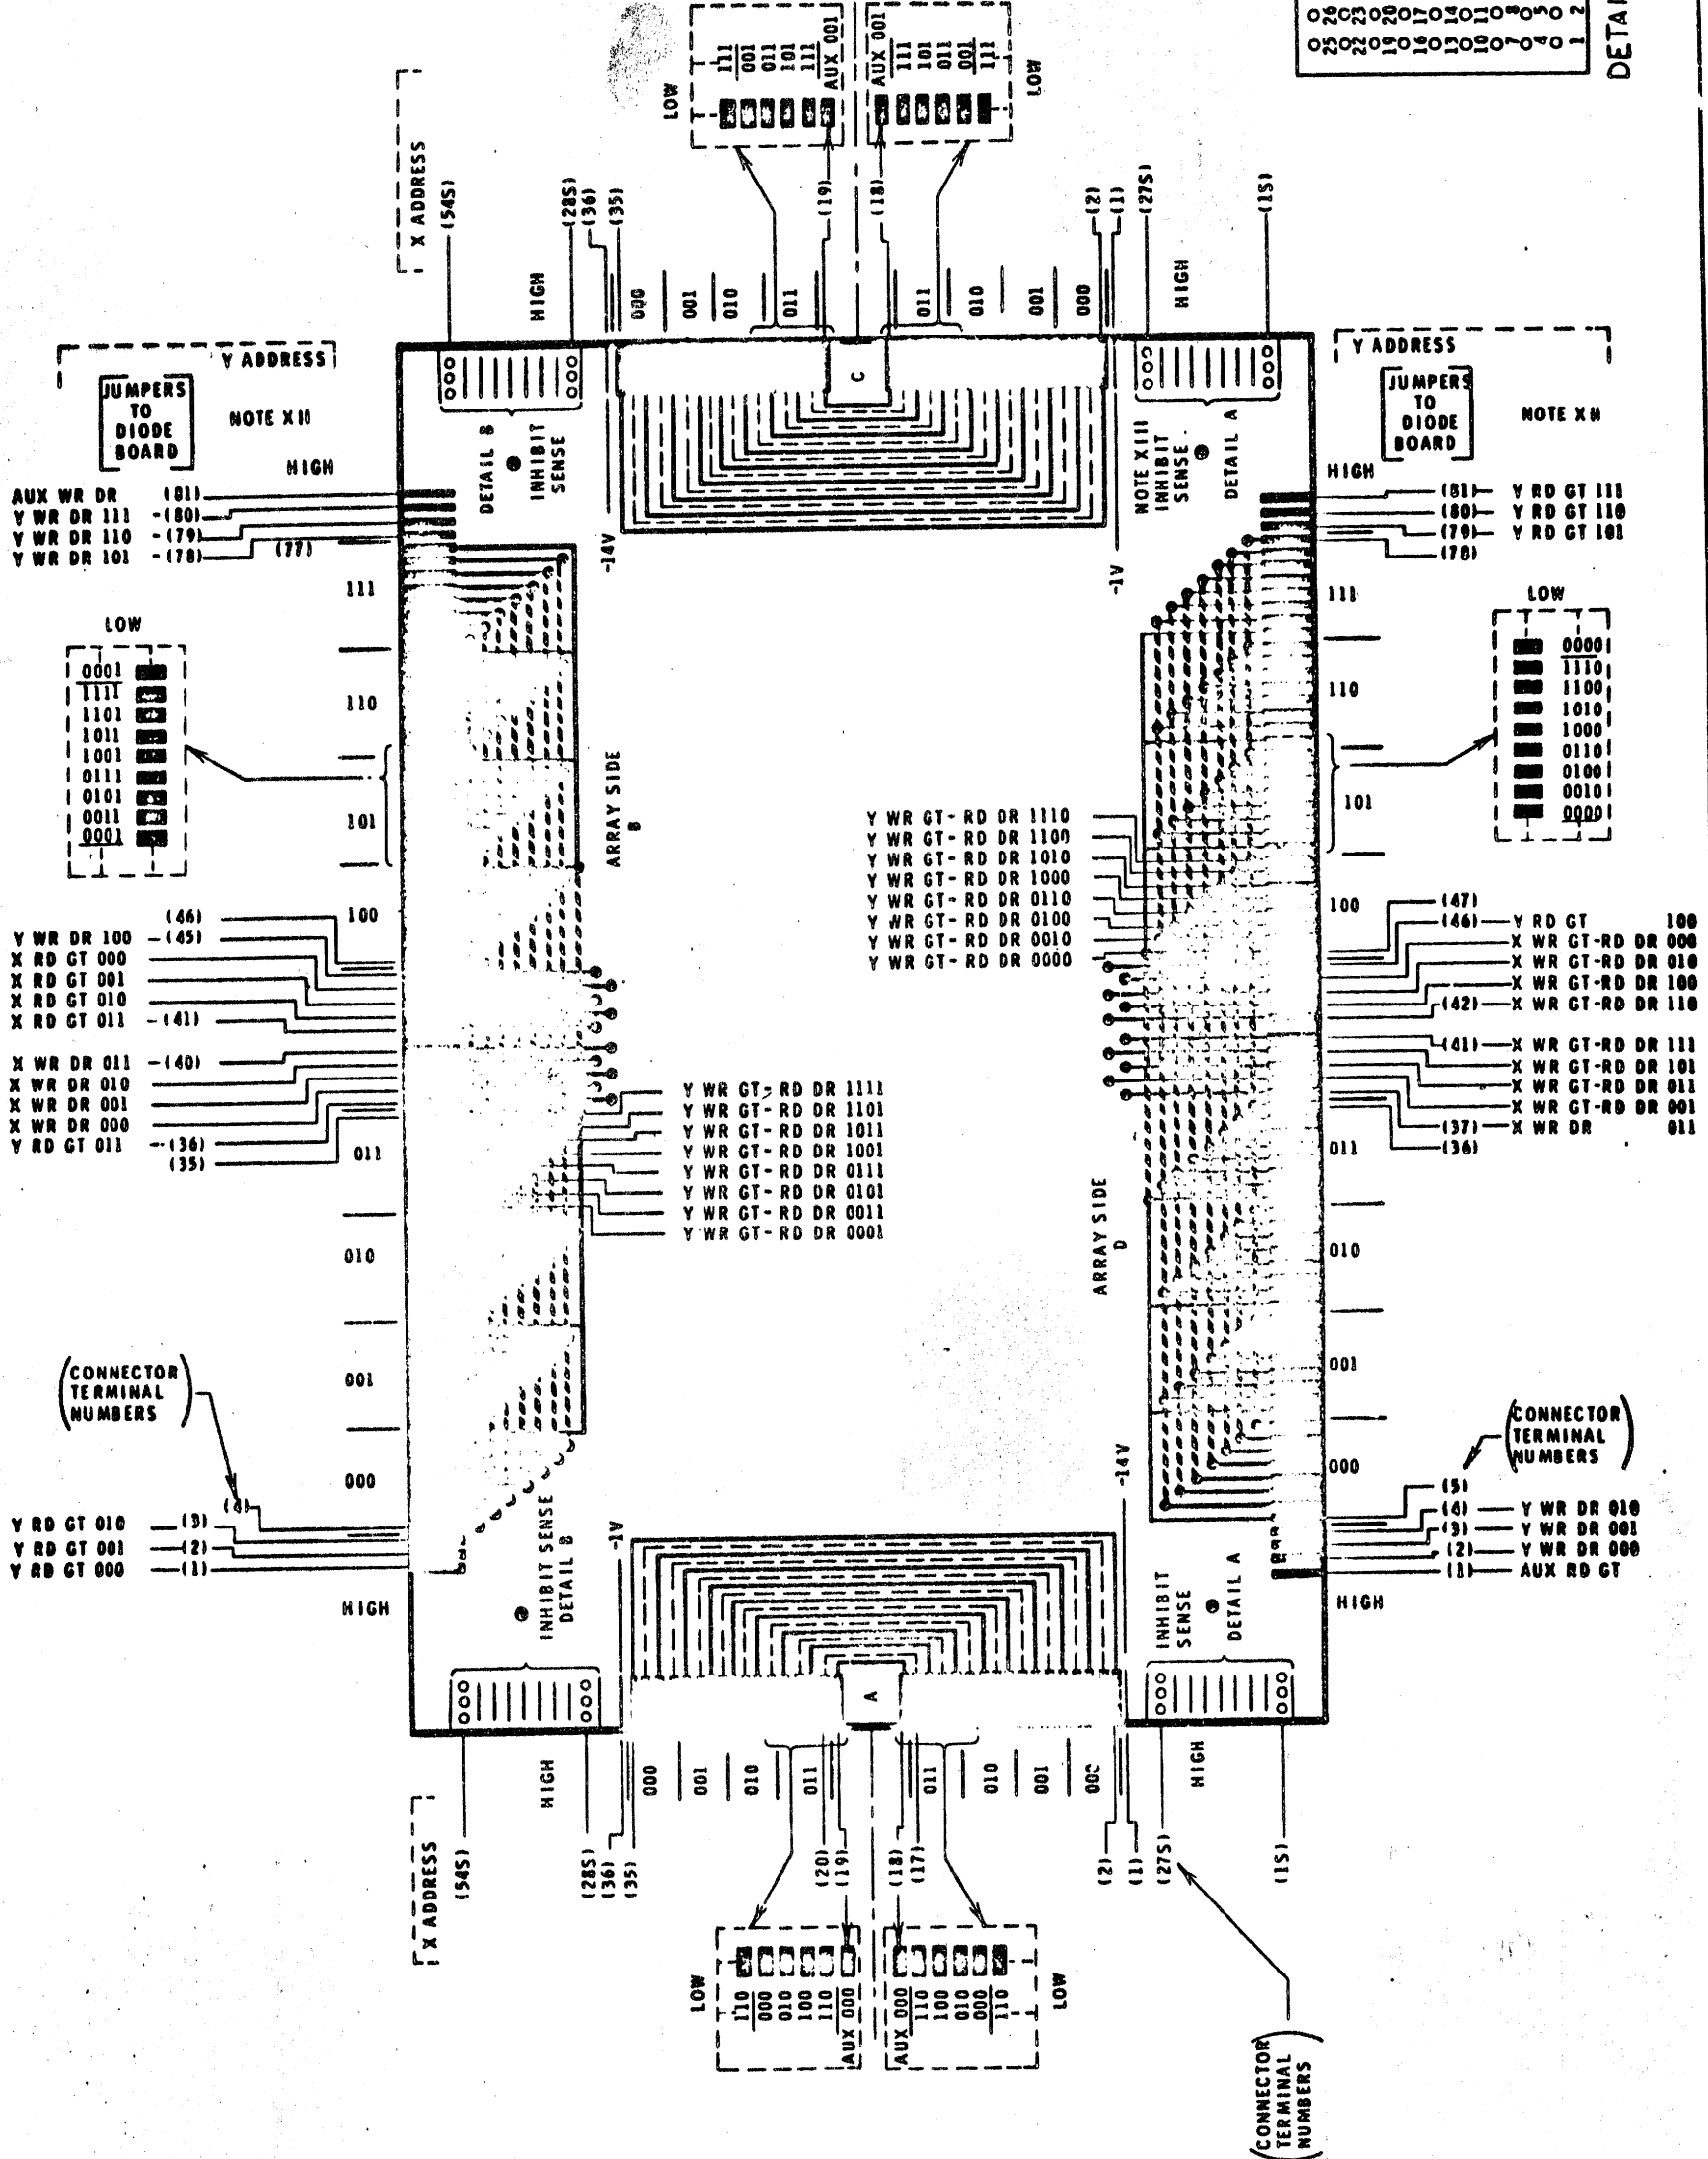 X ADDRESS
(54S)
(28S)
(36)
(35)
HIGH
000
001
010
011
LOW
111
001
011
101
111
AUX 001
(19)
AUX 001
111
101
011
001
111
LOW
(18)
011
010
001
000
(2)
(1)
(27S)
(1S)
HIGH
25 26
22 23
19 20
16 17
13 14
10 11
7 8
4 5
1 2
DETAI
Y ADDRESS
JUMPERS
TO
DIODE
BOARD
NOTE XII
HIGH
AUX WR DR (81)
Y WR DR 111 -(80)
Y WR DR 110 -(79)
Y WR DR 101 -(78)
(77)
111
110
101
100
LOW
0001
1111
1101
1011
1001
0111
0101
0011
0001
(46)
Y WR DR 100 -(45)
X RD GT 000
X RD GT 001
X RD GT 010
X RD GT 011 -(41)
X WR DR 011 -(40)
X WR DR 010
X WR DR 001
X WR DR 000
Y RD GT 011 -(36)
(35)
011
010
001
000
(CONNECTOR
TERMINAL
NUMBERS)
(4)
Y RD GT 010 (3)
Y RD GT 001 (2)
Y RD GT 000 (1)
HIGH
DETAIL B
INHIBIT
SENSE
-14V
C
NOTE XIII
INHIBIT
SENSE.
DETAIL A
-1V
ARRAY SIDE
B
Y WR GT- RD DR 1110
Y WR GT- RD DR 1100
Y WR GT- RD DR 1010
Y WR GT- RD DR 1000
Y WR GT- RD DR 0110
Y WR GT- RD DR 0100
Y WR GT- RD DR 0010
Y WR GT- RD DR 0000
Y WR GT- RD DR 1111
Y WR GT- RD DR 1101
Y WR GT- RD DR 1011
Y WR GT- RD DR 1001
Y WR GT- RD DR 0111
Y WR GT- RD DR 0101
Y WR GT- RD DR 0011
Y WR GT- RD DR 0001
ARRAY SIDE
D
INHIBIT SENSE
DETAIL B
-1V
A
-14V
INHIBIT
SENSE
DETAIL A
Y ADDRESS
JUMPERS
TO
DIODE
BOARD
NOTE XII
HIGH
(81) Y RD GT 111
(80) Y RD GT 110
(79) Y RD GT 101
(78)
111
110
101
100
LOW
0000
1110
1100
1010
1000
0110
0100
0010
0000
(47)
(46) Y RD GT 100
X WR GT-RD DR 000
X WR GT-RD DR 010
X WR GT-RD DR 100
(42) X WR GT-RD DR 110
(41) X WR GT-RD DR 111
X WR GT-RD DR 101
X WR GT-RD DR 011
X WR GT-RD DR 001
(37) X WR DR 011
(36)
011
010
001
000
(CONNECTOR
TERMINAL
NUMBERS)
(5)
(4) Y WR DR 010
(3) Y WR DR 001
(2) Y WR DR 000
(1) AUX RD GT
HIGH
X ADDRESS
(54S)
HIGH
(28S)
(36)
(35)
000
001
010
011
(20)
(19)
(18)
(17)
011
010
001
000
(2)
(1)
(27S)
(1S)
HIGH
LOW
110
000
010
100
110
AUX 000
AUX 000
110
100
010
000
110
LOW
(CONNECTOR
TERMINAL
NUMBERS)